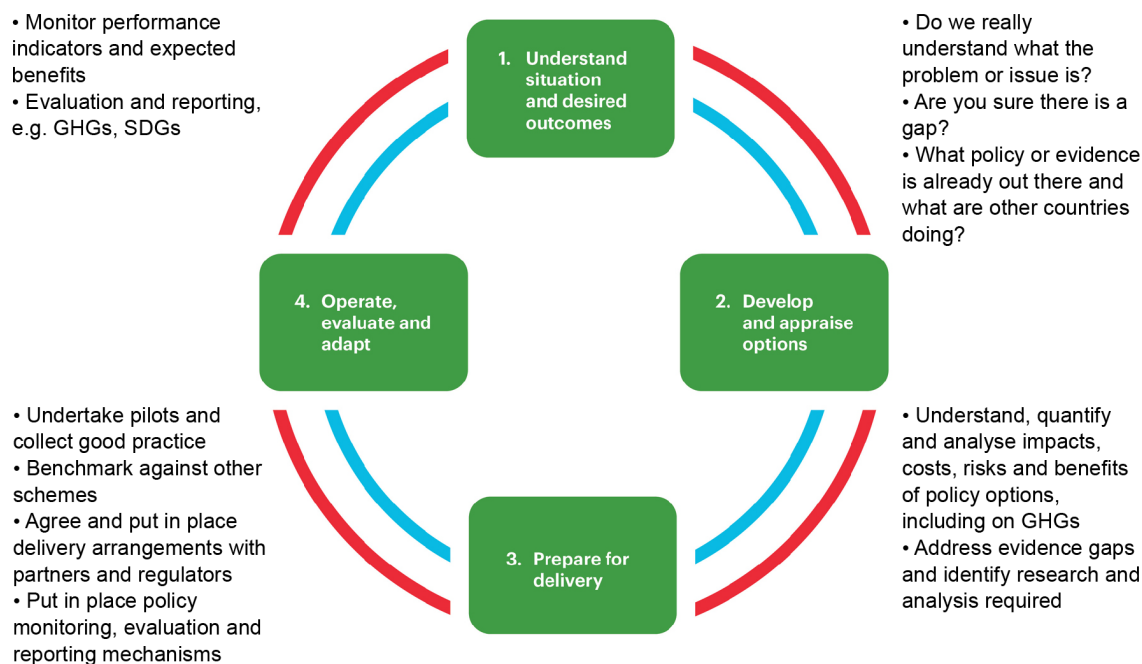 • Monitor performance
indicators and expected
benefits
• Evaluation and reporting,
e.g. GHGs, SDGs
1. Understand
situation
and desired
outcomes
• Do we really
understand what the
problem or issue is?
• Are you sure there is a
gap?
• What policy or evidence
is already out there and
what are other countries
doing?
4. Operate,
evaluate and
adapt
2. Develop
and appraise
options
• Undertake pilots and
collect good practice
• Benchmark against other
schemes
• Agree and put in place
delivery arrangements with
partners and regulators
• Put in place policy
monitoring, evaluation and
reporting mechanisms
3. Prepare for
delivery
• Understand, quantify
and analyse impacts,
costs, risks and benefits
of policy options,
including on GHGs
• Address evidence gaps
and identify research and
analysis required